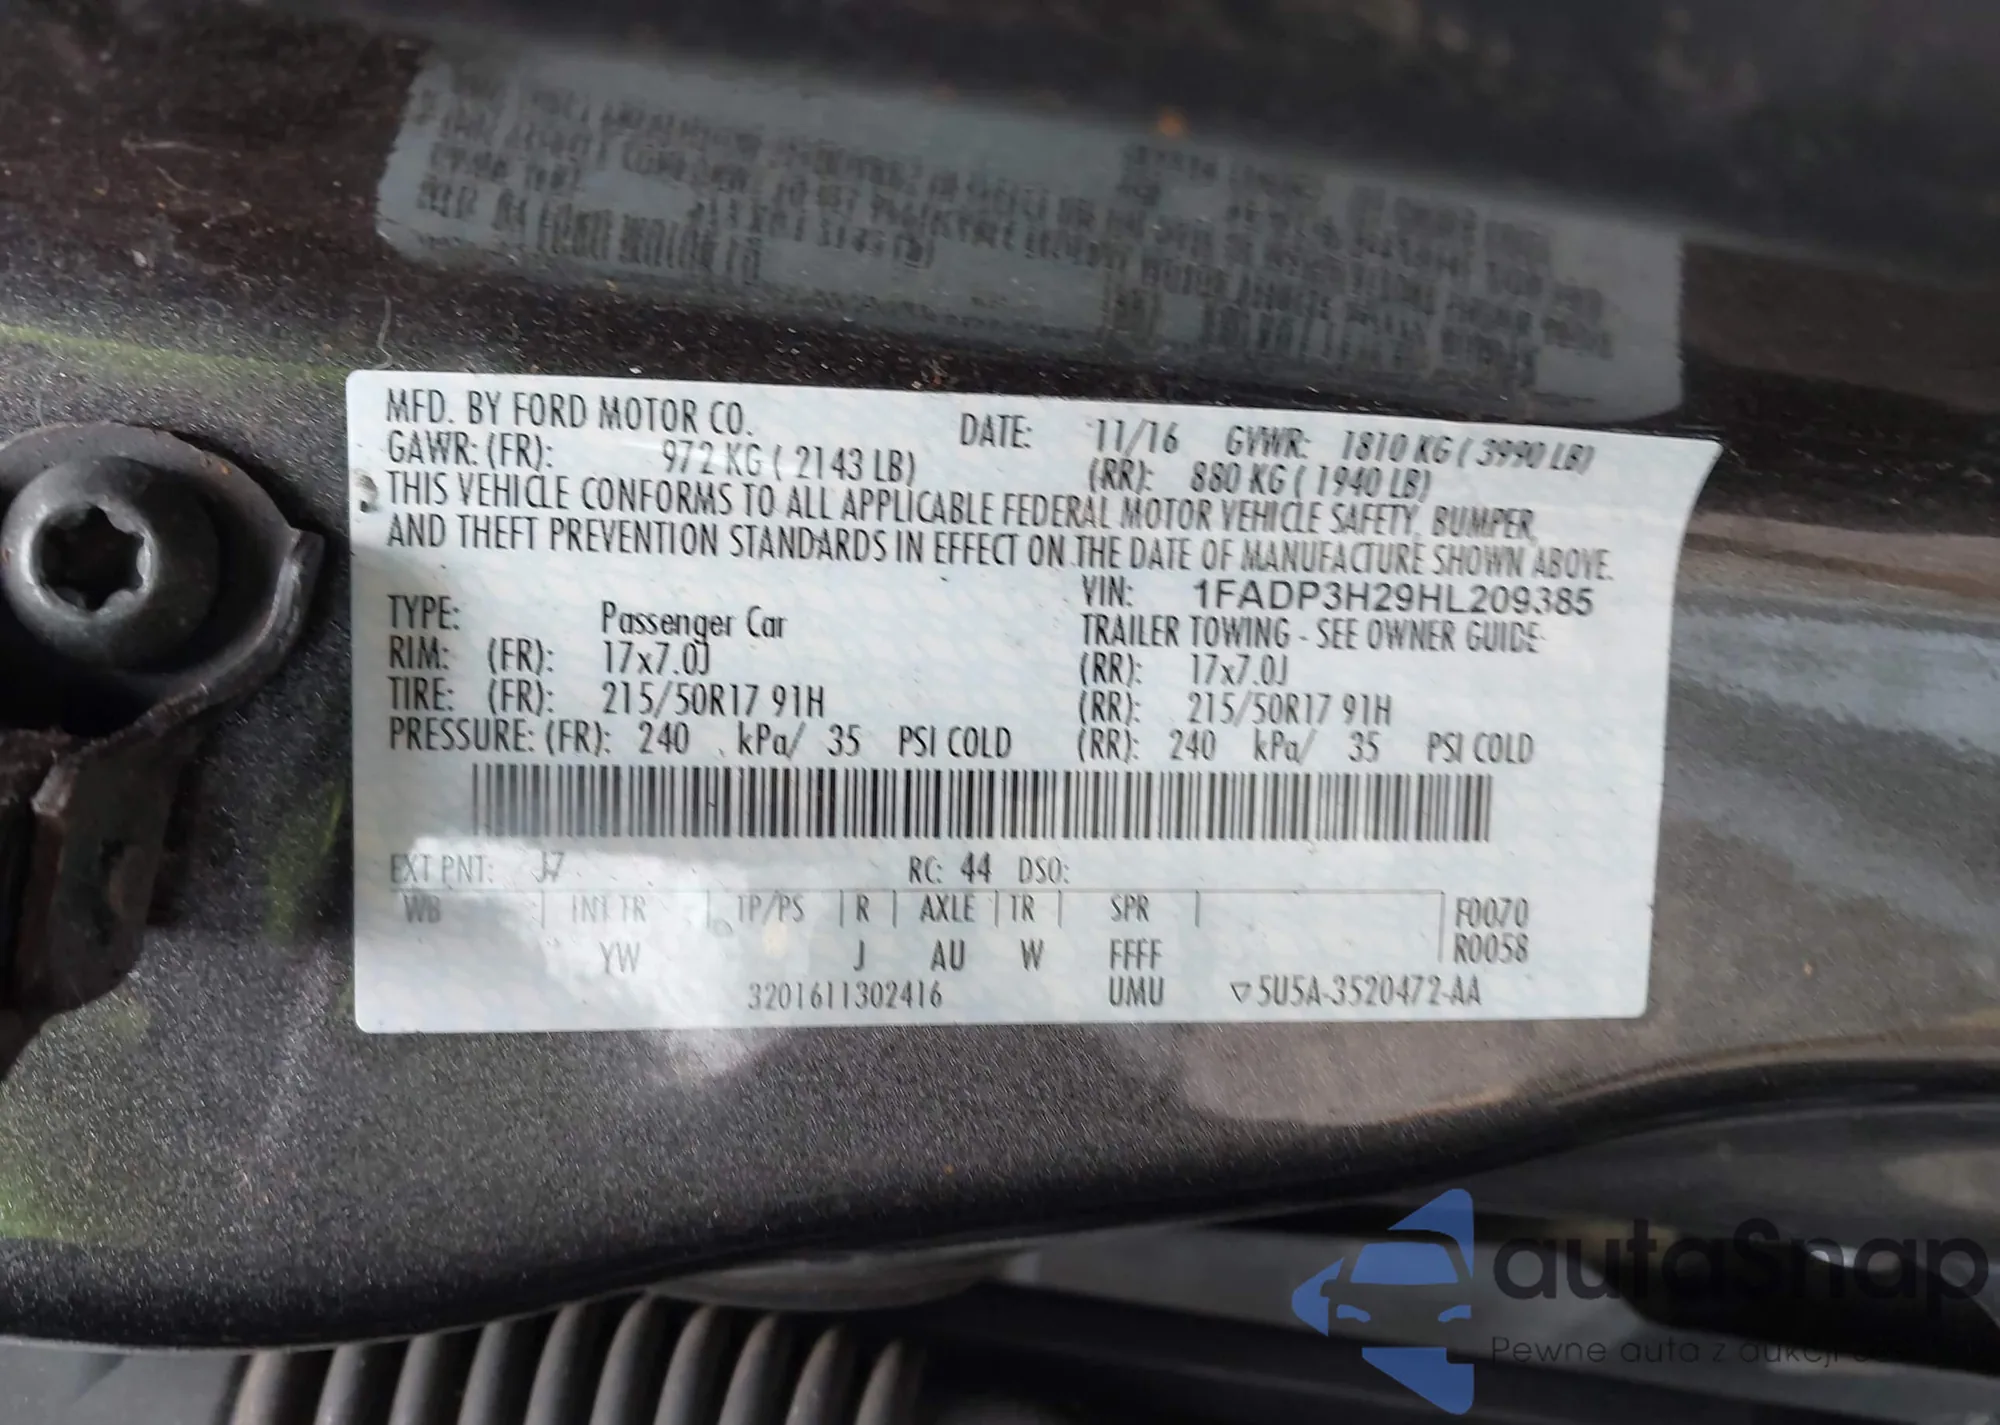 MFD. BY FORD MOTOR CO. DATE: 11/16 GVWR: 1810 KG ( 3990 LB)
GAWR: (FR): 972 KG ( 2143 LB) (RR): 880 KG ( 1940 LB)
THIS VEHICLE CONFORMS TO ALL APPLICABLE FEDERAL MOTOR VEHICLE SAFETY, BUMPER,
AND THEFT PREVENTION STANDARDS IN EFFECT ON THE DATE OF MANUFACTURE SHOWN ABOVE.
VIN: 1FADP3H29HL209385
TYPE: Passenger Car TRAILER TOWING - SEE OWNER GUIDE
RIM: (FR): 17x7.0J (RR): 17x7.0J
TIRE: (FR): 215/50R17 91H (RR): 215/50R17 91H
PRESSURE: (FR): 240 kPa/ 35 PSI COLD (RR): 240 kPa/ 35 PSI COLD
EXT PNT: J7 RC: 44 DSO:
WB | INT TR | TP/PS | R | AXLE | TR | SPR | F0070
YW J AU W FFFF R0058
3201611302416 UMU ▽5U5A-3520472-AA
autaSnap
Pewne auta z aukcji